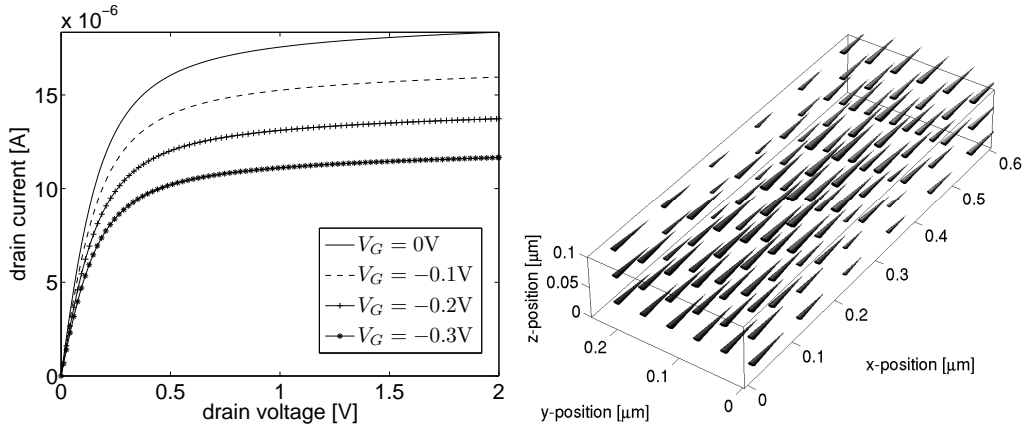 x 10⁻⁶
15
10
5
0
drain current [A]
0
0.5
1
1.5
2
drain voltage [V]
V_G = 0V
V_G = −0.1V
V_G = −0.2V
V_G = −0.3V
0.1
0.05
0
z-position [μm]
0.2
0.1
0
y-position [μm]
0
0.1
0.2
0.3
0.4
0.5
0.6
x-position [μm]